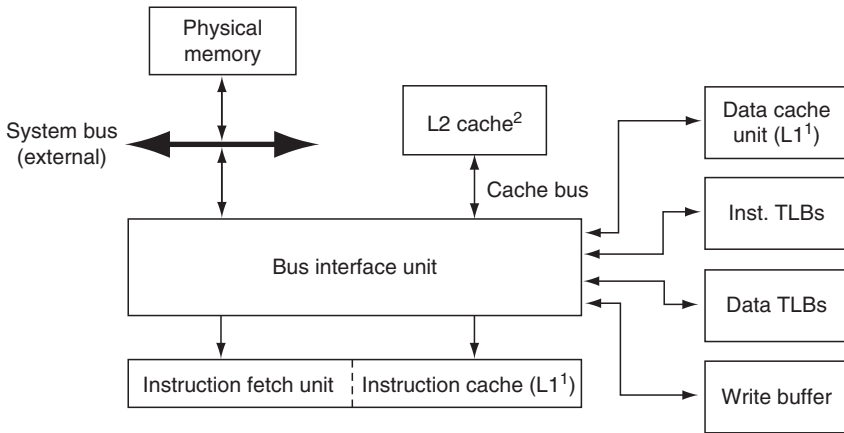 Physical
memory
System bus
(external)
L2 cache²
Cache bus
Data cache
unit (L1¹)
Inst. TLBs
Bus interface unit
Data TLBs
Instruction fetch unit
Instruction cache (L1¹)
Write buffer